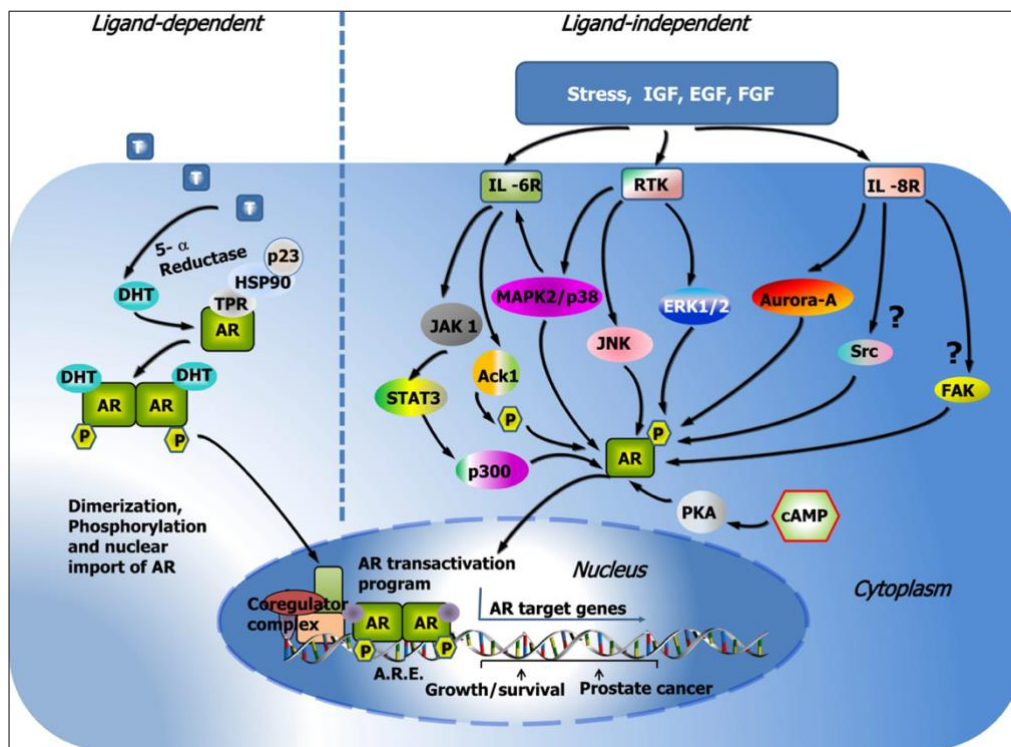 Ligand-dependent
Ligand-independent
Stress, IGF, EGF, FGF
T
T
T
5- α
Reductase
p23
HSP90
TPR
AR
DHT
DHT
DHT
AR
AR
P
P
Dimerization,
Phosphorylation
and nuclear
import of AR
IL -6R
RTK
IL -8R
MAPK2/p38
ERK1/2
Aurora-A
JAK 1
JNK
?
Src
?
Ack1
FAK
STAT3
P
P
AR
p300
PKA
cAMP
AR transactivation
program
Nucleus
Cytoplasm
Coregulator
complex
AR
AR
AR target genes
P
P
A.R.E.
Growth/survival
Prostate cancer